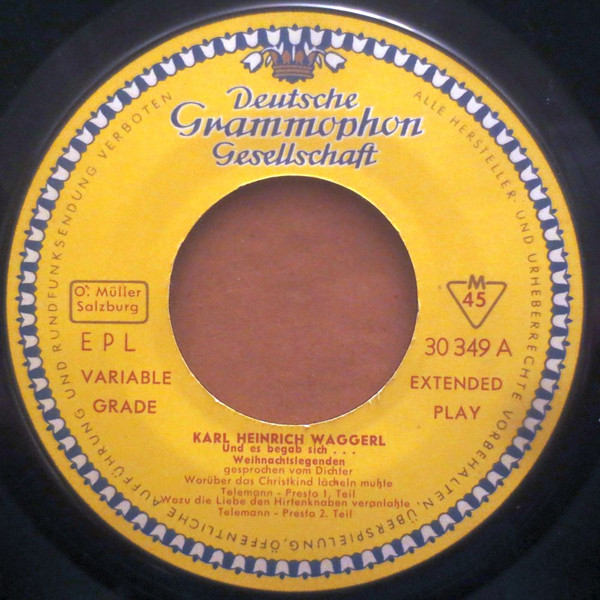 Deutsche
Grammophon
Gesellschaft
ALLE HERSTELLER- UND URHEBERRECHTE VORBEHALTEN. ÜBERSPIELUNG, ÖFFENTLICHE AUFFÜHRUNG UND RUNDFUNKSENDUNG VERBOTEN
O. Müller
Salzburg
M
45
EPL
30 349 A
VARIABLE
GRADE
EXTENDED
PLAY
KARL HEINRICH WAGGERL
Und es begab sich . . .
Weihnachtslegenden
gesprochen vom Dichter
Worüber das Christkind lächeln mußte
Telemann - Presto 1. Teil
Wozu die Liebe den Hirtenknaben veranlaßte
Telemann - Presto 2. Teil